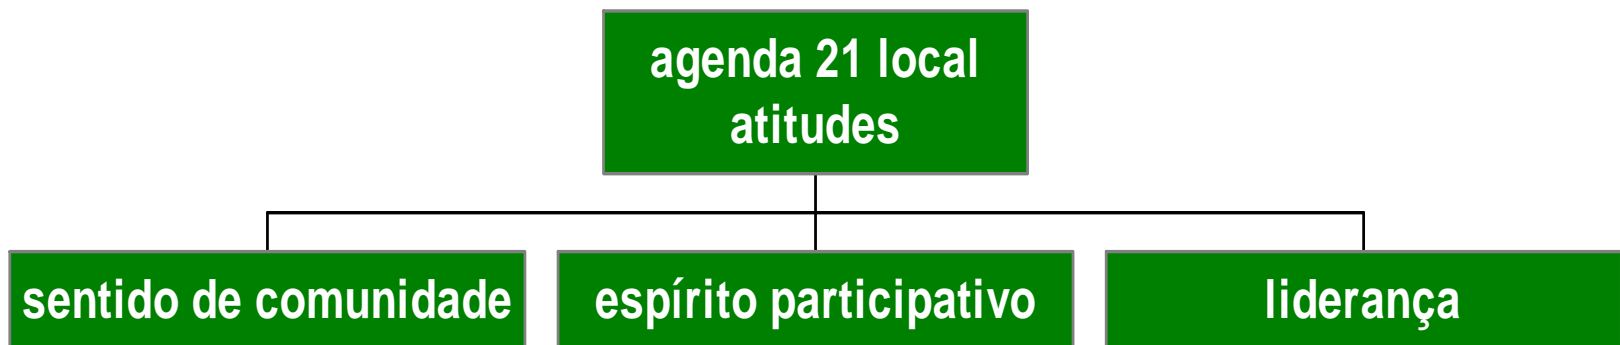 agenda 21 local
atitudes
sentido de comunidade
espírito participativo
liderança